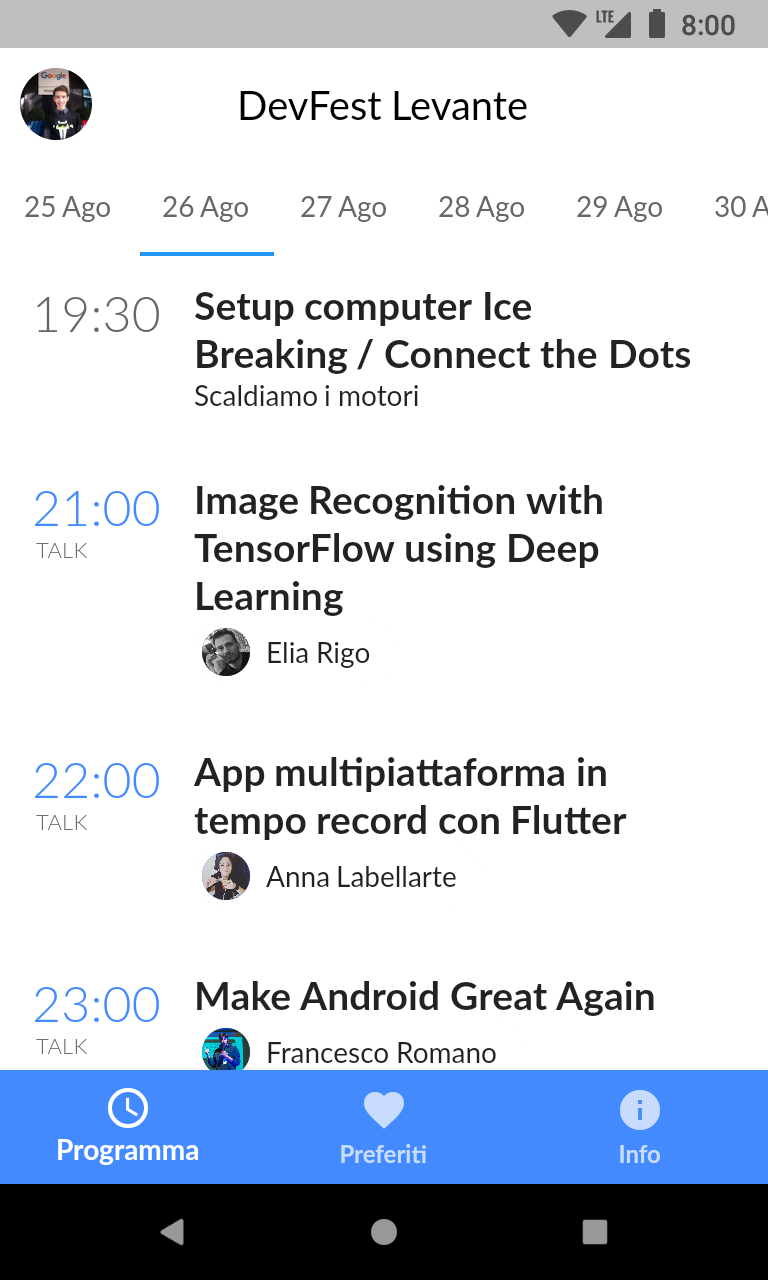 LTE 8:00
Google
DevFest Levante
25 Ago 26 Ago 27 Ago 28 Ago 29 Ago 30 A
19:30 Setup computer Ice
Breaking / Connect the Dots
Scaldiamo i motori
21:00 Image Recognition with
TALK TensorFlow using Deep
Learning
Elia Rigo
22:00 App multipiattaforma in
TALK tempo record con Flutter
Anna Labellarte
23:00 Make Android Great Again
TALK Francesco Romano
Programma Preferiti Info